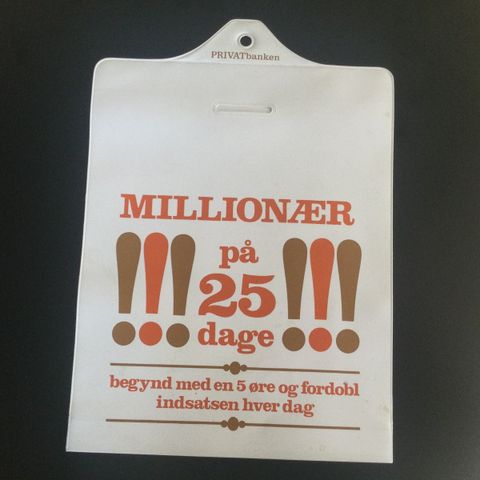 PRIVATbanken
MILLIONÆR
!!! på !!!
25
dage
begynd med en 5 øre og fordobl
indsatsen hver dag